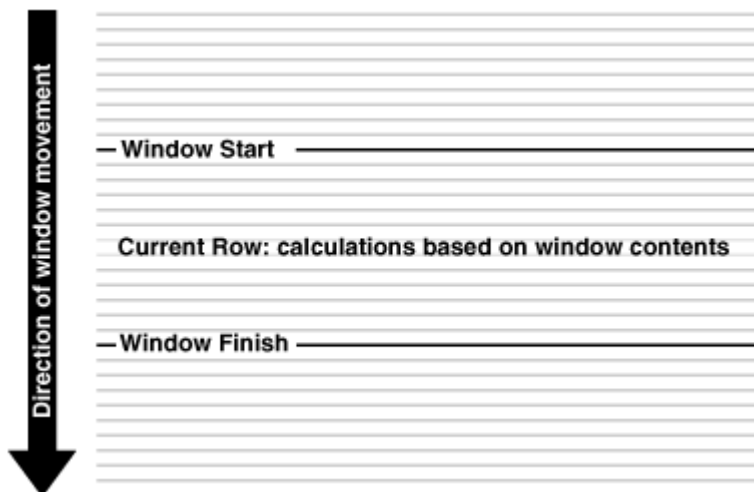 Direction of window movement
Window Start
Current Row: calculations based on window contents
Window Finish